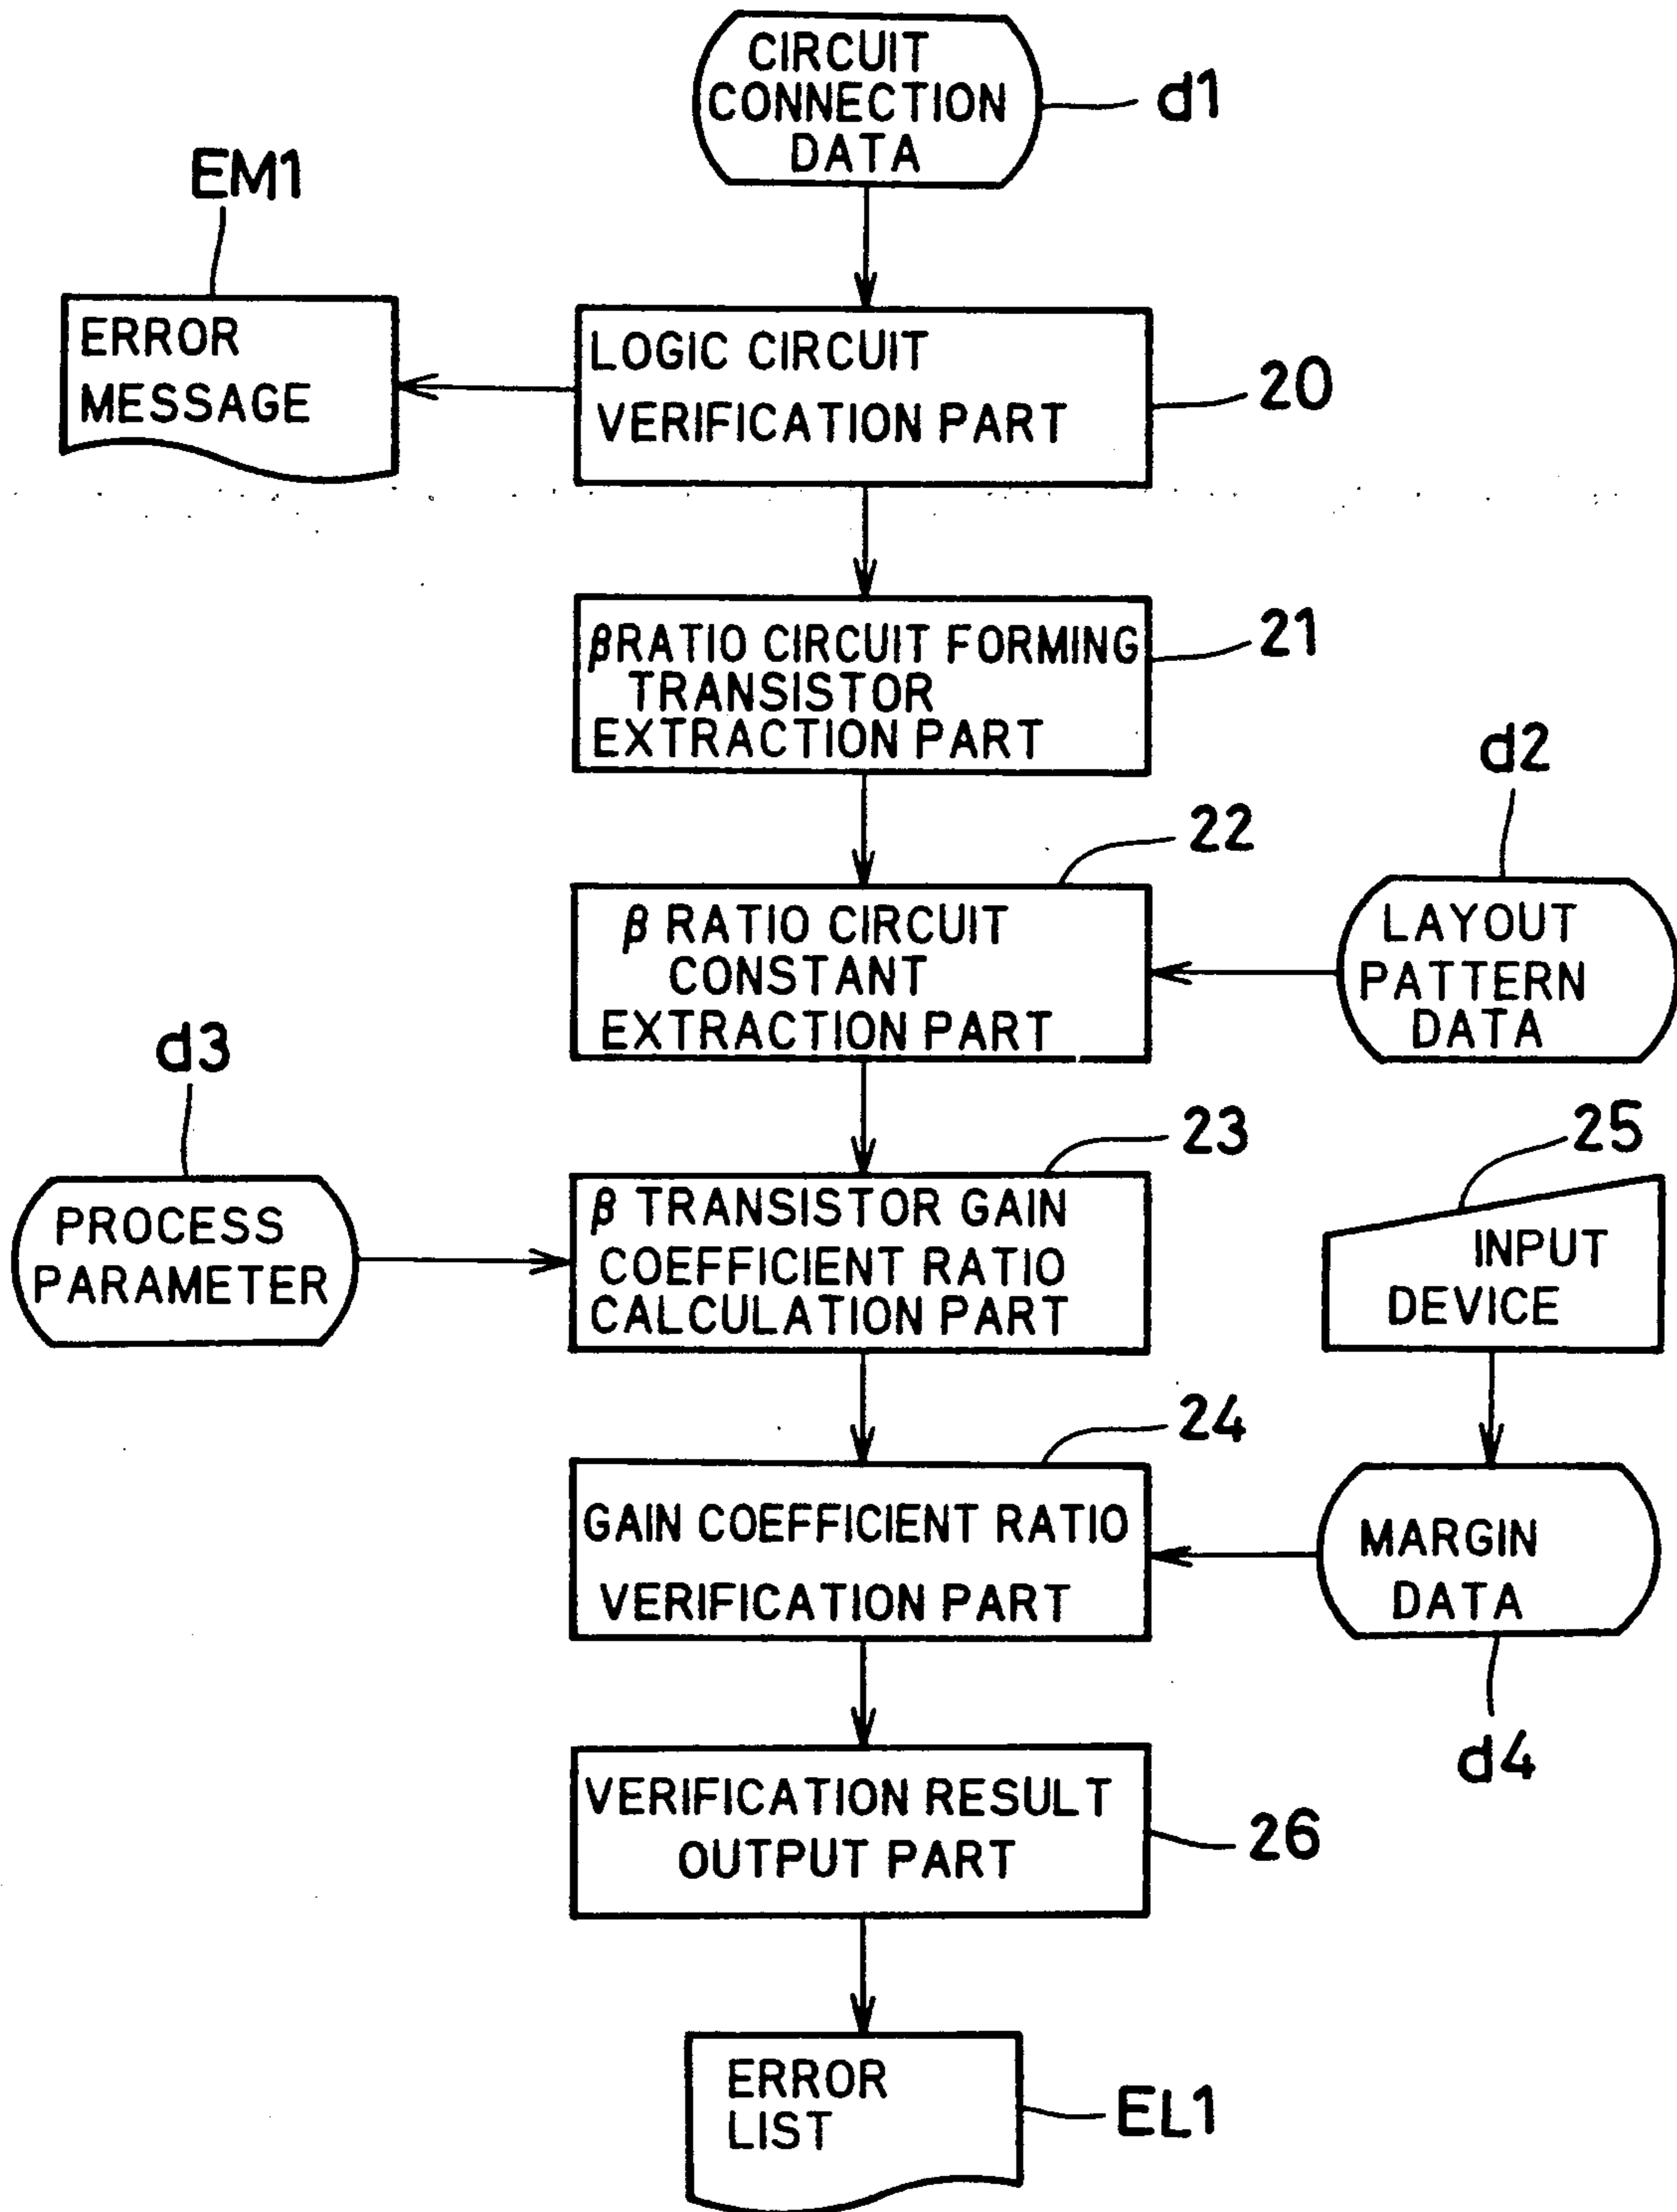 CIRCUIT
CONNECTION
DATA
d1
EM1
ERROR
MESSAGE
LOGIC CIRCUIT
VERIFICATION PART
20
βRATIO CIRCUIT FORMING
TRANSISTOR
EXTRACTION PART
21
d2
22
β RATIO CIRCUIT
CONSTANT
EXTRACTION PART
LAYOUT
PATTERN
DATA
d3
23
25
PROCESS
PARAMETER
β TRANSISTOR GAIN
COEFFICIENT RATIO
CALCULATION PART
INPUT
DEVICE
24
GAIN COEFFICIENT RATIO
VERIFICATION PART
MARGIN
DATA
d4
VERIFICATION RESULT
OUTPUT PART
26
ERROR
LIST
EL1